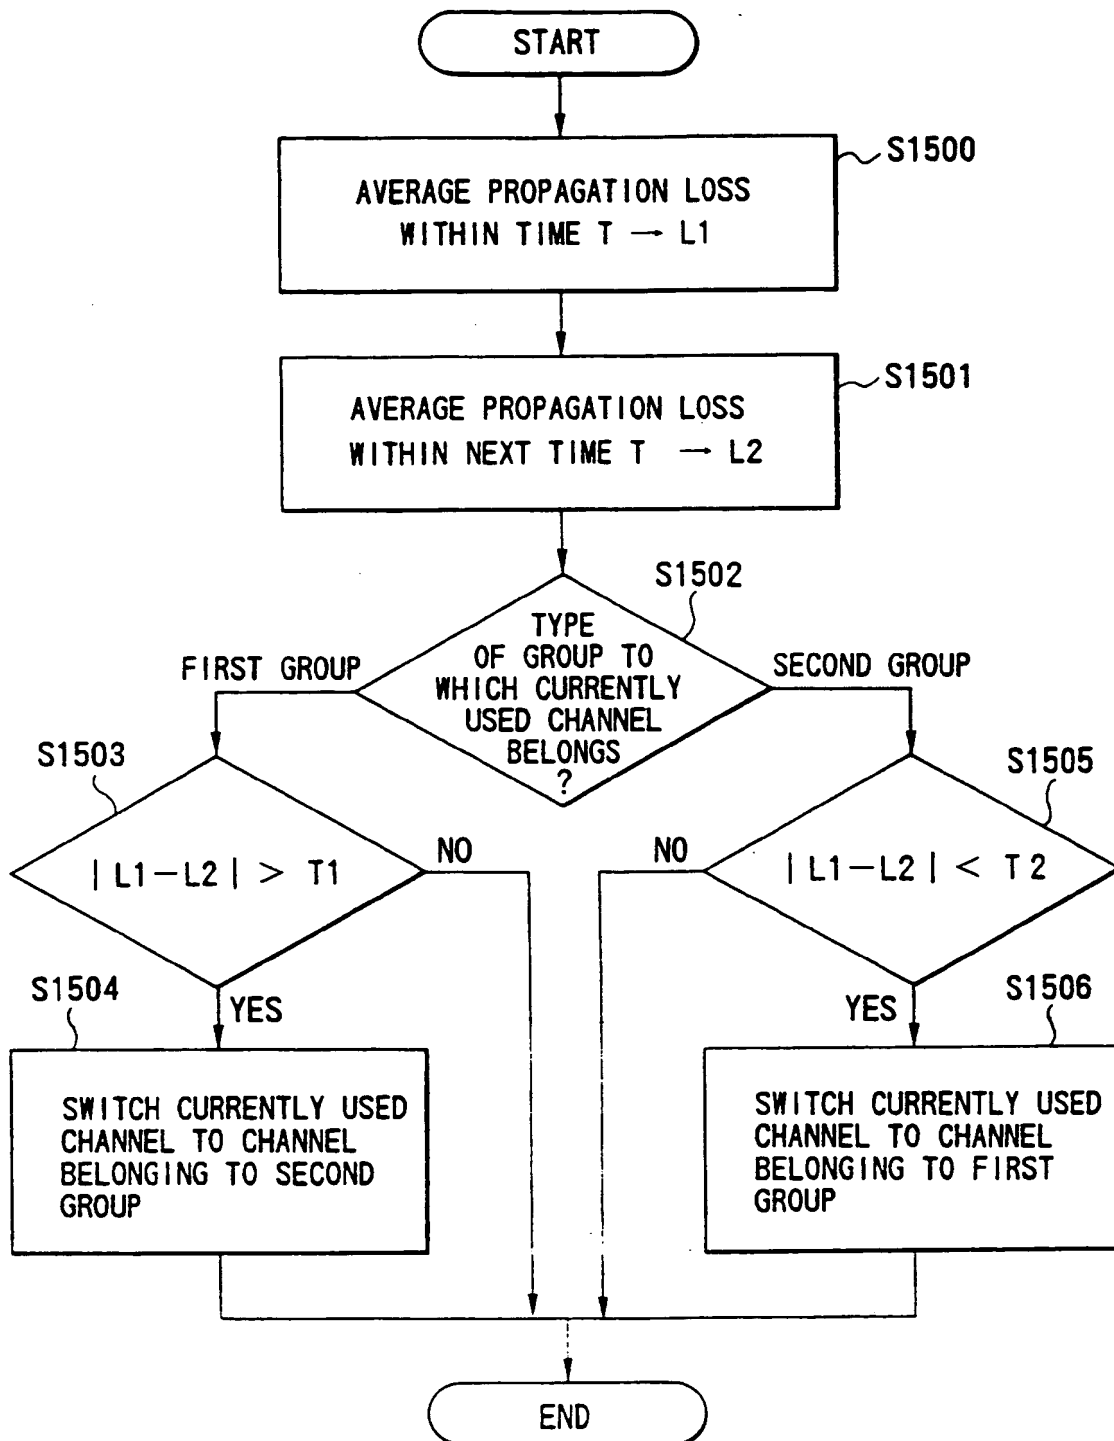 START
S1500
AVERAGE PROPAGATION LOSS
WITHIN TIME T → L1
S1501
AVERAGE PROPAGATION LOSS
WITHIN NEXT TIME T → L2
S1502
TYPE
OF GROUP TO
WHICH CURRENTLY
USED CHANNEL
BELONGS
?
FIRST GROUP
SECOND GROUP
S1503
|L1-L2| > T1
NO
YES
S1505
|L1-L2| < T2
NO
YES
S1504
SWITCH CURRENTLY USED
CHANNEL TO CHANNEL
BELONGING TO SECOND
GROUP
S1506
SWITCH CURRENTLY USED
CHANNEL TO CHANNEL
BELONGING TO FIRST
GROUP
END